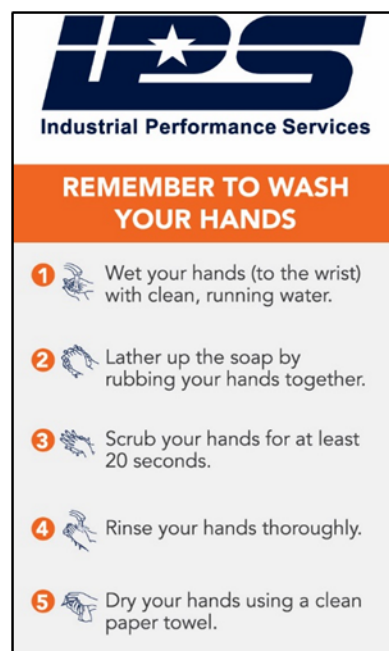 IPS
Industrial Performance Services
REMEMBER TO WASH
YOUR HANDS
1 Wet your hands (to the wrist)
with clean, running water.
2 Lather up the soap by
rubbing your hands together.
3 Scrub your hands for at least
20 seconds.
4 Rinse your hands thoroughly.
5 Dry your hands using a clean
paper towel.